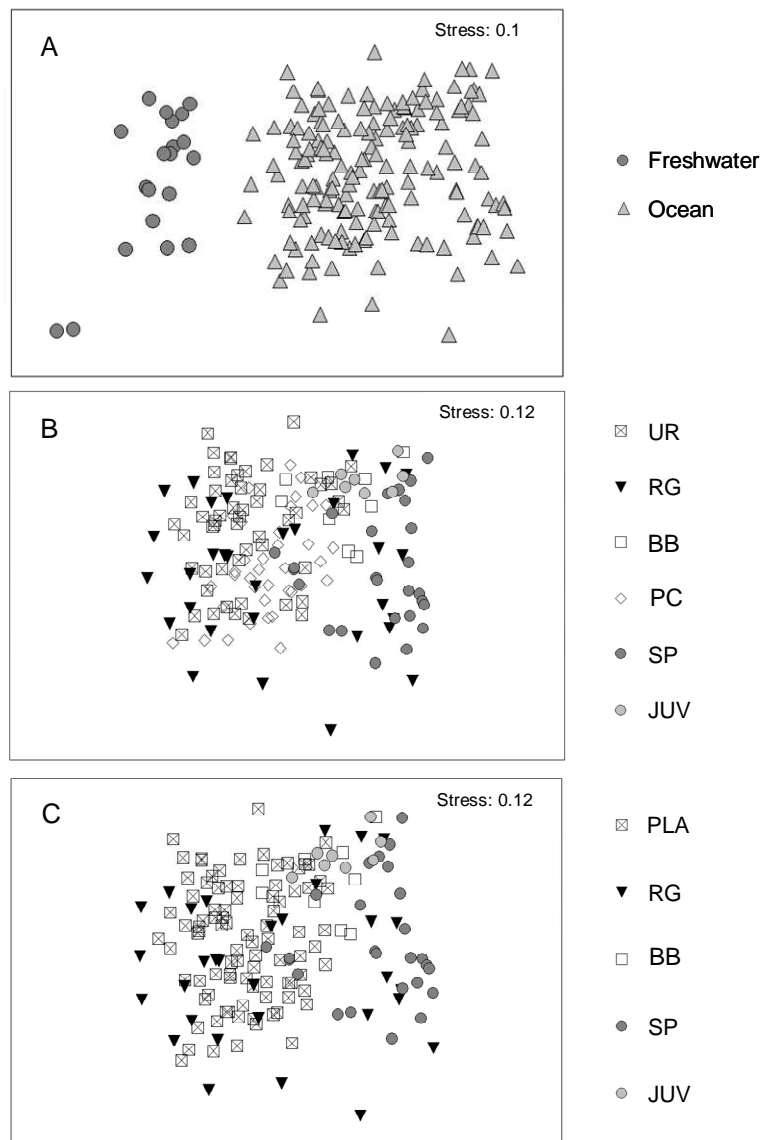 A
Stress: 0.1
Freshwater
Ocean
B
Stress: 0.12
UR
RG
BB
PC
SP
JUV
C
Stress: 0.12
PLA
RG
BB
SP
JUV